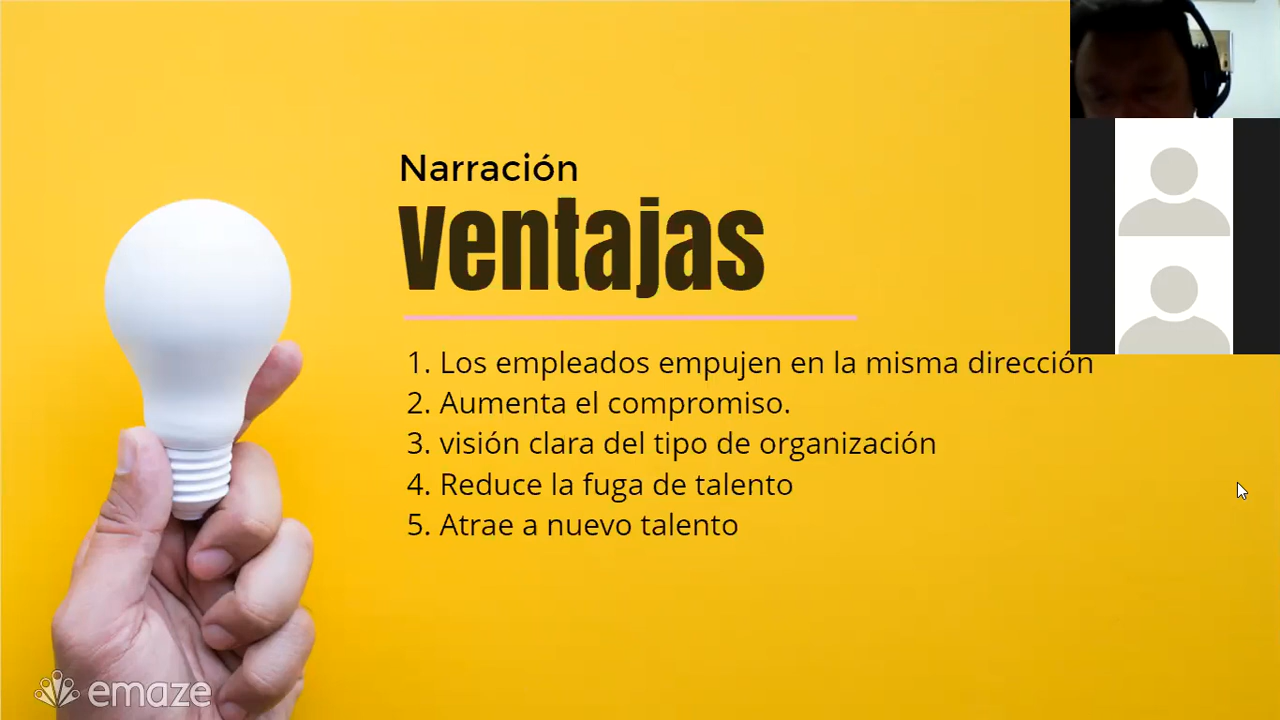 Narración
Ventajas
1. Los empleados empujen en la misma dirección
2. Aumenta el compromiso.
3. visión clara del tipo de organización
4. Reduce la fuga de talento
5. Atrae a nuevo talento
emaze